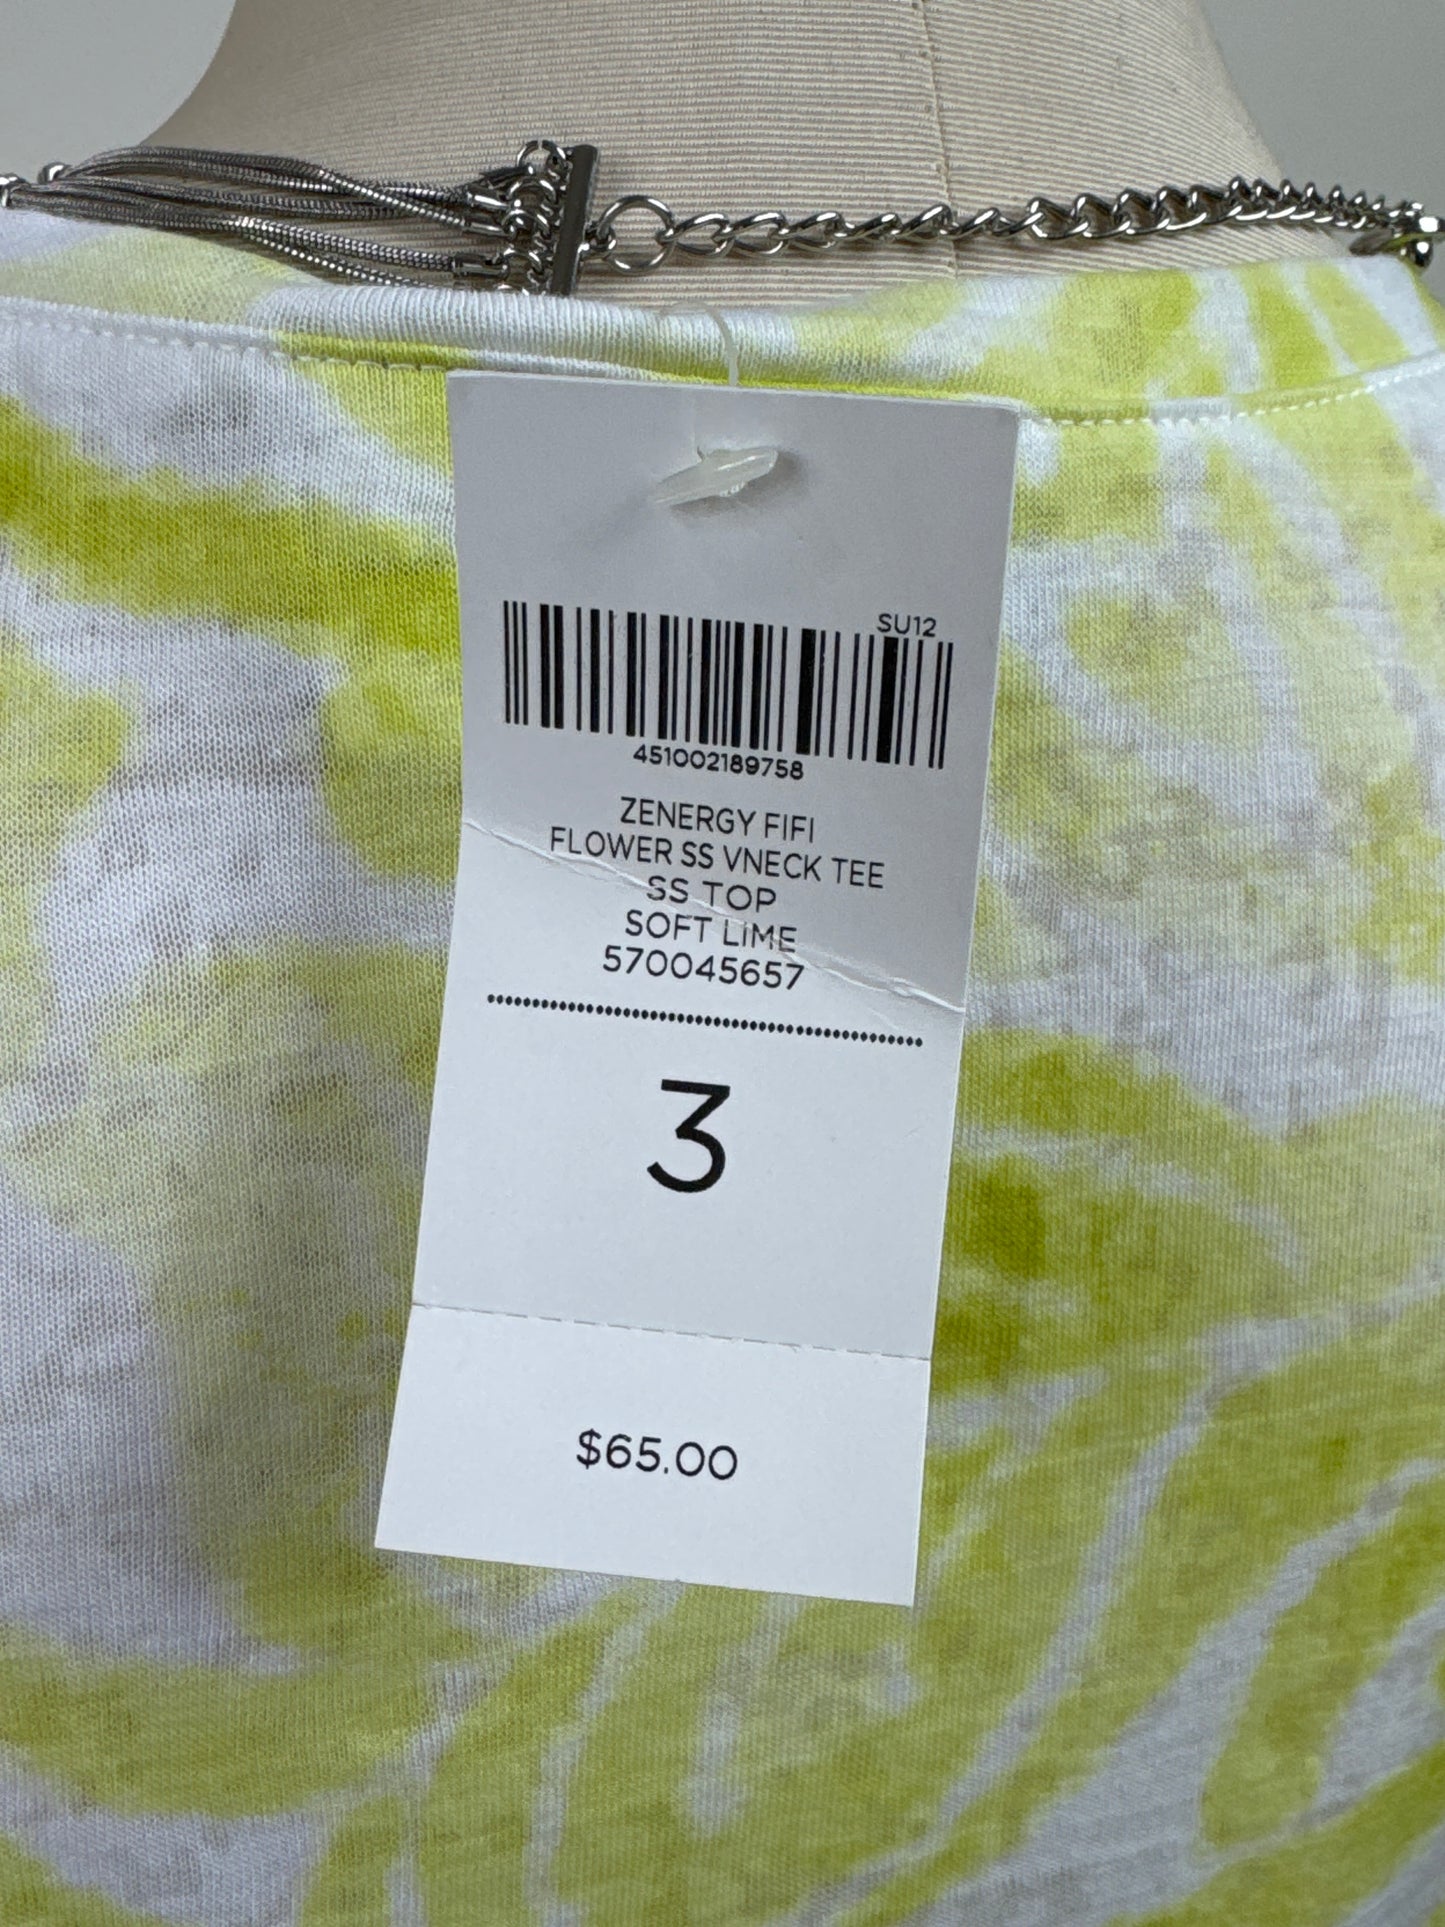 SU12
451002189758
ZENERGY FIFI
FLOWER SS VNECK TEE
SS TOP
SOFT LIME
570045657
3
$65.00